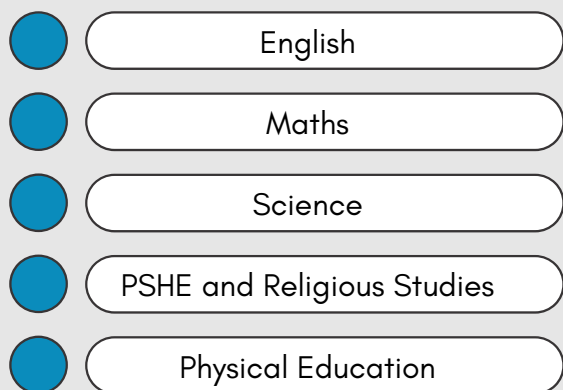 English
Maths
Science
PSHE and Religious Studies
Physical Education